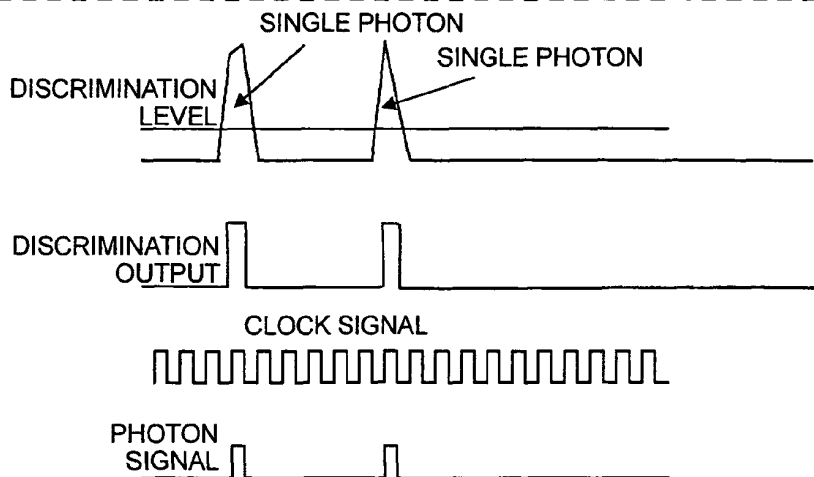 SINGLE PHOTON
SINGLE PHOTON
DISCRIMINATION
LEVEL
DISCRIMINATION
OUTPUT
CLOCK SIGNAL
PHOTON
SIGNAL